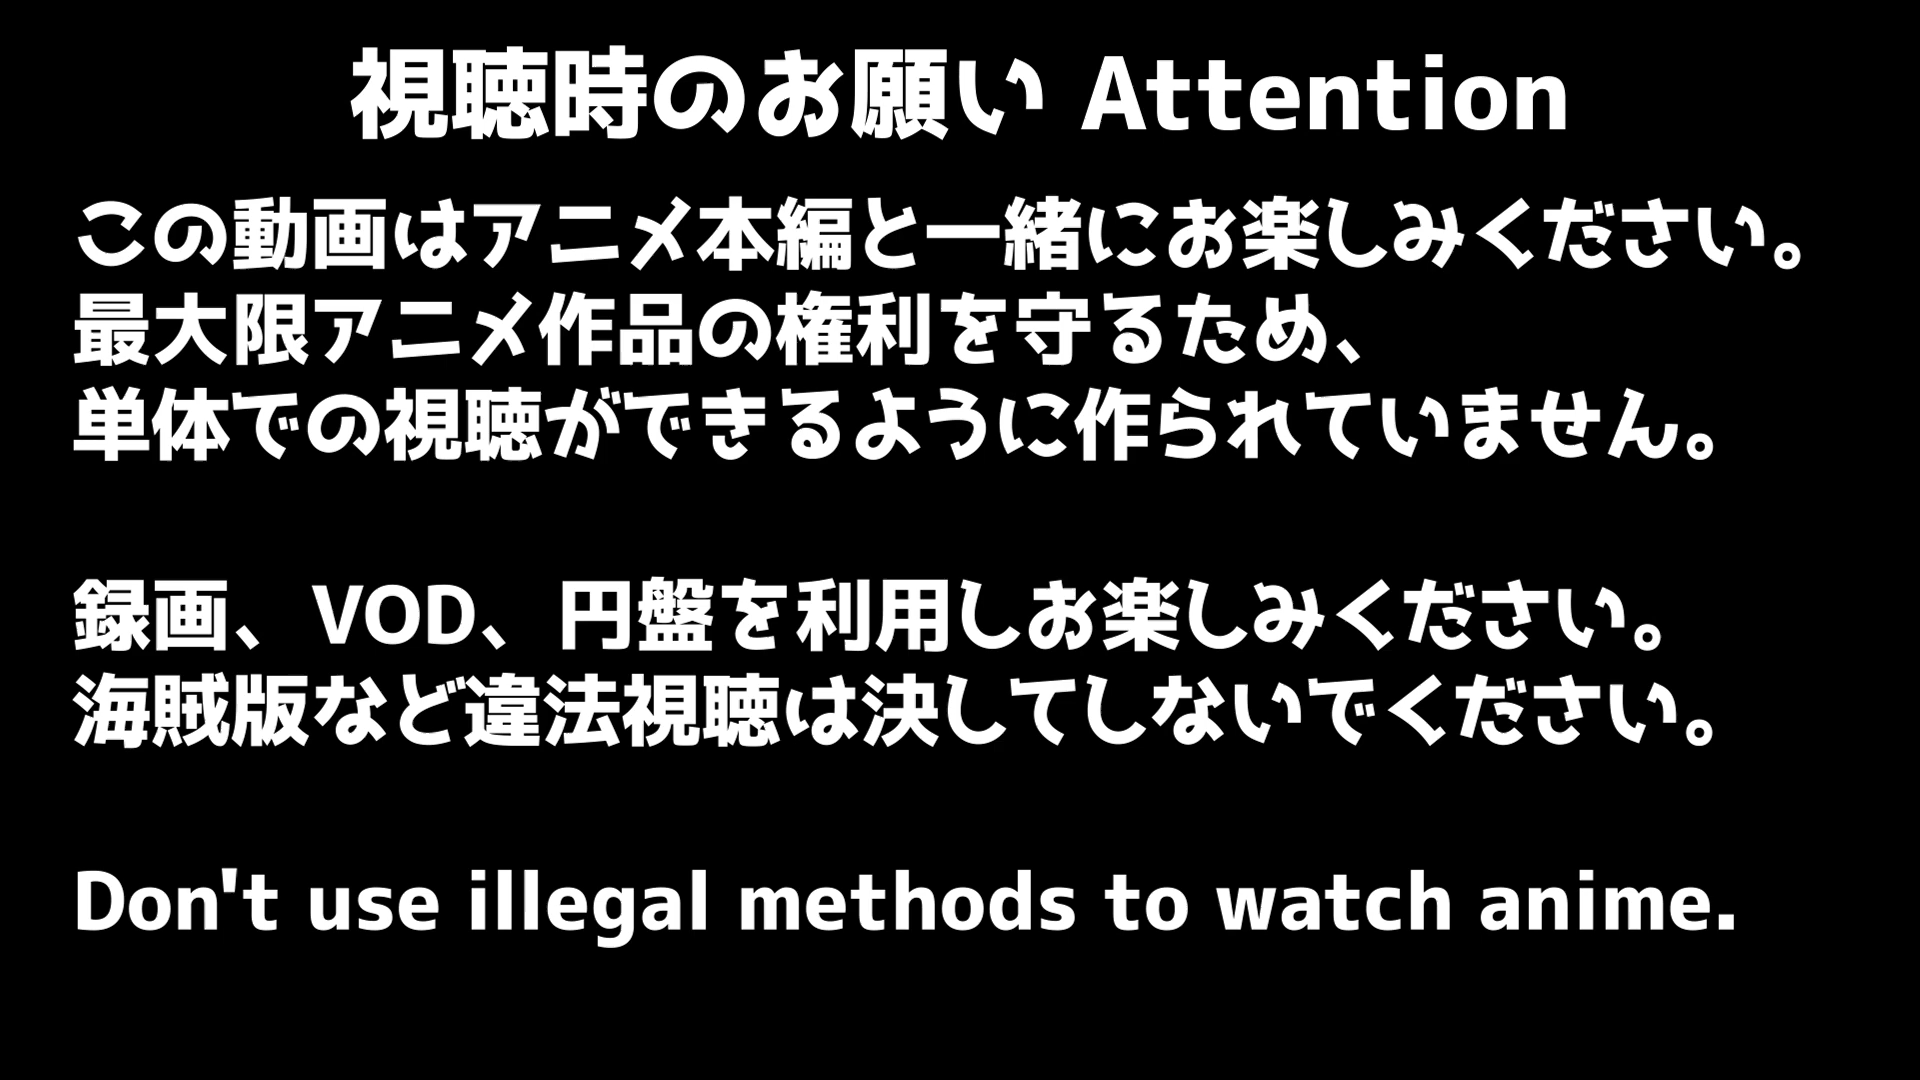 視聴時のお願い Attention
この動画はアニメ本編と一緒にお楽しみください。
最大限アニメ作品の権利を守るため、
単体での視聴ができるように作られていません。
録画、VOD、円盤を利用しお楽しみください。
海賊版など違法視聴は決してしないでください。
Don't use illegal methods to watch anime.